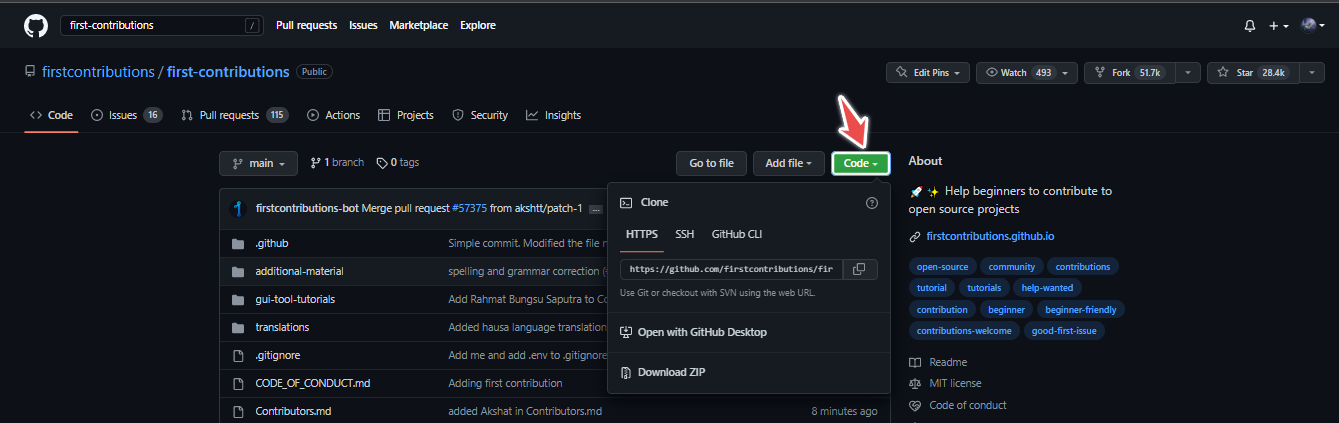 first-contributions / Pull requests Issues Marketplace Explore
firstcontributions / first-contributions Public Edit Pins Watch 493 Fork 51.7k Star 28.4k
Code Issues 16 Pull requests 115 Actions Projects Security Insights
main 1 branch 0 tags Go to file Add file Code
About
🚀 ✨ Help beginners to contribute to
open source projects
firstcontributions.github.io
open-source community contributions
tutorial tutorials help-wanted
contribution beginner beginner-friendly
contributions-welcome good-first-issue
Readme
MIT license
Code of conduct
firstcontributions-bot Merge pull request #57375 from akshtt/patch-1 ...
.github Simple commit. Modified the file
additional-material spelling and grammar correction (
gui-tool-tutorials Add Rahmat Bungsu Saputra to Co
translations Added hausa language translation
.gitignore Add me and add .env to .gitignore
CODE_OF_CONDUCT.md Adding first contribution
Contributors.md added Akshat in Contributors.md 8 minutes ago
Clone ?
HTTPS SSH GitHub CLI
https://github.com/firstcontributions/fir
Use Git or checkout with SVN using the web URL.
Open with GitHub Desktop
Download ZIP